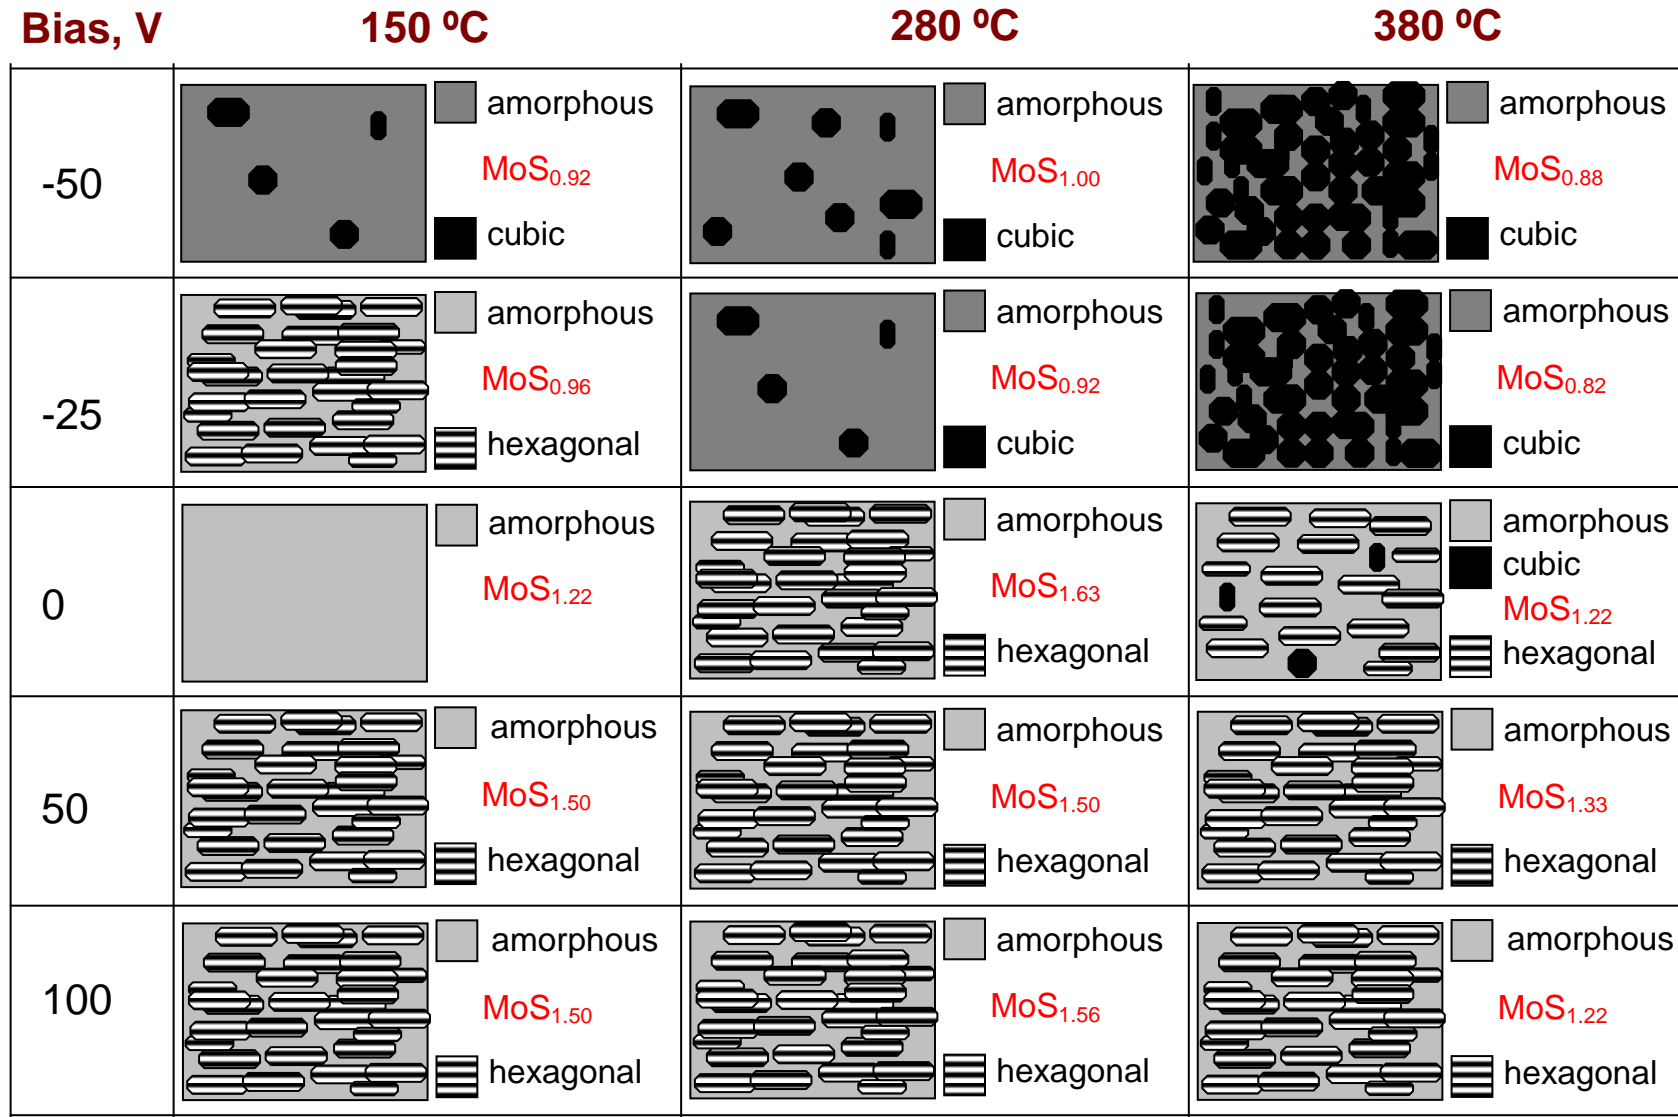 Bias, V 150 ºC 280 ºC 380 ºC
-50
amorphous
MoS0.92
cubic
amorphous
MoS1.00
cubic
amorphous
MoS0.88
cubic
-25
amorphous
MoS0.96
hexagonal
amorphous
MoS0.92
cubic
amorphous
MoS0.82
cubic
0
amorphous
MoS1.22
amorphous
MoS1.63
hexagonal
amorphous
cubic
MoS1.22
hexagonal
50
amorphous
MoS1.50
hexagonal
amorphous
MoS1.50
hexagonal
amorphous
MoS1.33
hexagonal
100
amorphous
MoS1.50
hexagonal
amorphous
MoS1.56
hexagonal
amorphous
MoS1.22
hexagonal